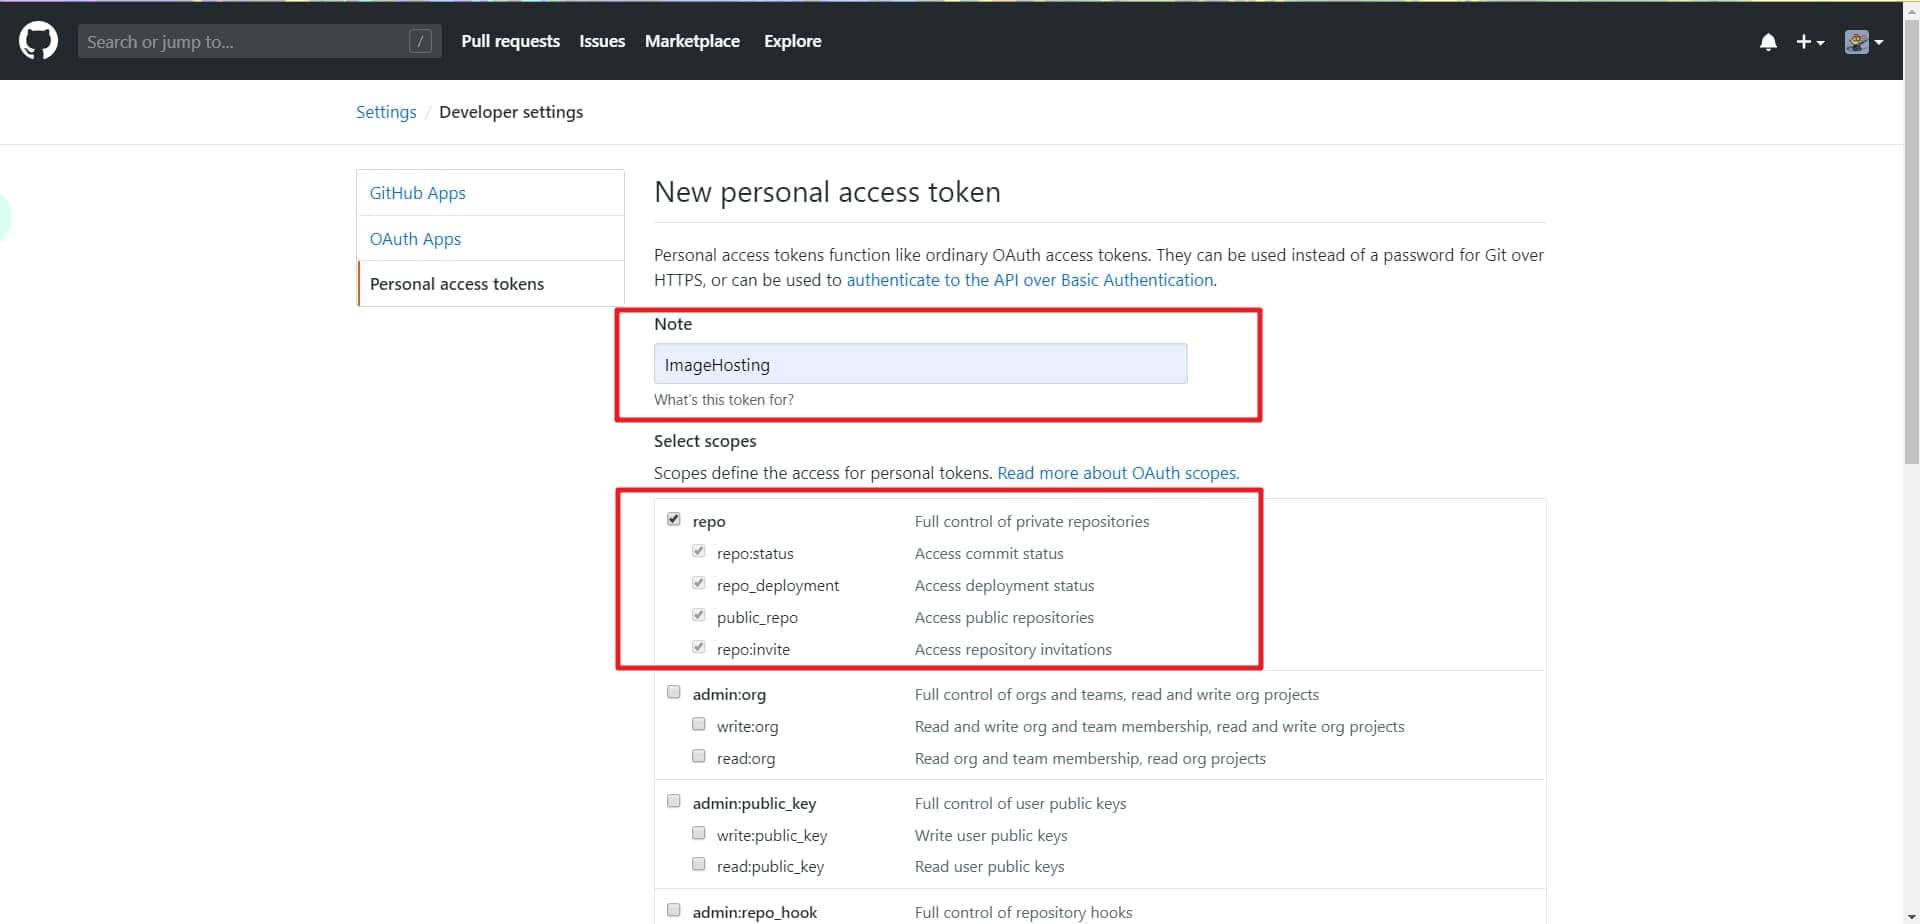 Search or jump to...
/
Pull requests
Issues
Marketplace
Explore
Settings / Developer settings
GitHub Apps
OAuth Apps
Personal access tokens
New personal access token
Personal access tokens function like ordinary OAuth access tokens. They can be used instead of a password for Git over
HTTPS, or can be used to authenticate to the API over Basic Authentication.
Note
ImageHosting
What's this token for?
Select scopes
Scopes define the access for personal tokens. Read more about OAuth scopes.
repo Full control of private repositories
repo:status Access commit status
repo_deployment Access deployment status
public_repo Access public repositories
repo:invite Access repository invitations
admin:org Full control of orgs and teams, read and write org projects
write:org Read and write org and team membership, read and write org projects
read:org Read org and team membership, read org projects
admin:public_key Full control of user public keys
write:public_key Write user public keys
read:public_key Read user public keys
admin:repo_hook Full control of repository hooks